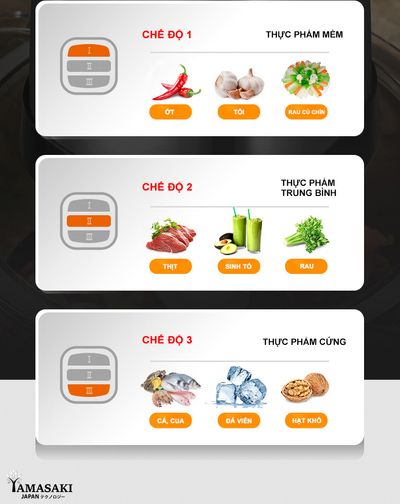 CHẾ ĐỘ 1
THỰC PHẨM MỀM
I
II
III
ỚT
TỎI
RAU CỦ CHÍN
CHẾ ĐỘ 2
THỰC PHẨM
TRUNG BÌNH
I
II
III
THỊT
SINH TỐ
RAU
CHẾ ĐỘ 3
THỰC PHẨM CỨNG
I
II
III
CÁ, CUA
ĐÁ VIÊN
HẠT KHÔ
YAMASAKI
JAPAN テクノロジー